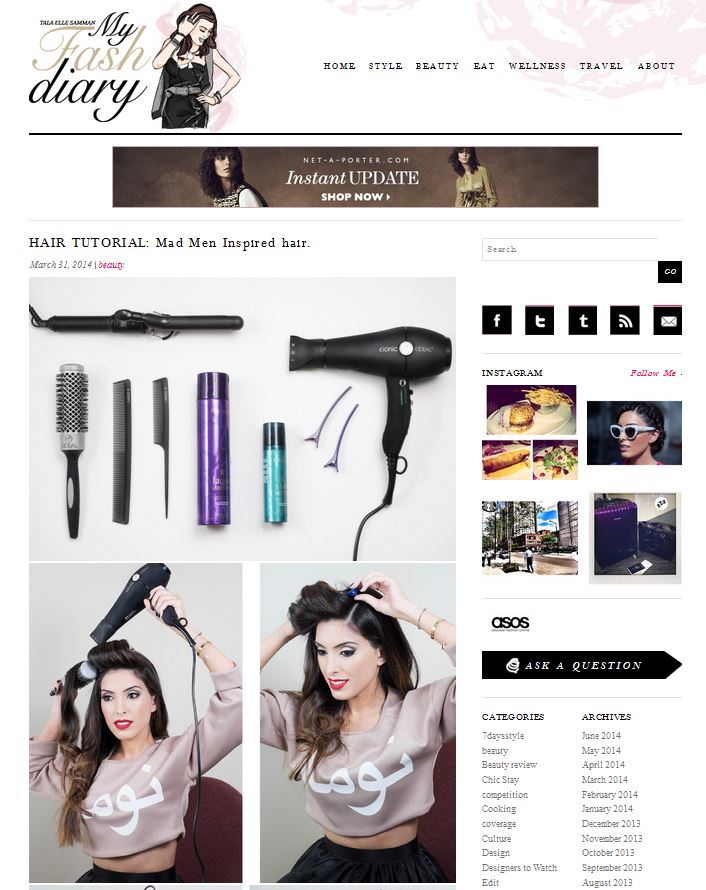 TALA ELLE SAMMAN
My
Fash
diary
HOME STYLE BEAUTY EAT WELLNESS TRAVEL ABOUT
NET-A-PORTER.COM
Instant UPDATE
SHOP NOW
HAIR TUTORIAL: Mad Men Inspired hair.
March 31, 2014 | beauty
Search
GO
INSTAGRAM
Follow Me
asos
discover fashion online
ASK A QUESTION
CATEGORIES
7daysstyle
beauty
Beauty review
Chic Stay
competition
Cooking
coverage
Culture
Design
Designers to Watch
Edit
ARCHIVES
June 2014
May 2014
April 2014
March 2014
February 2014
January 2014
December 2013
November 2013
October 2013
September 2013
August 2013